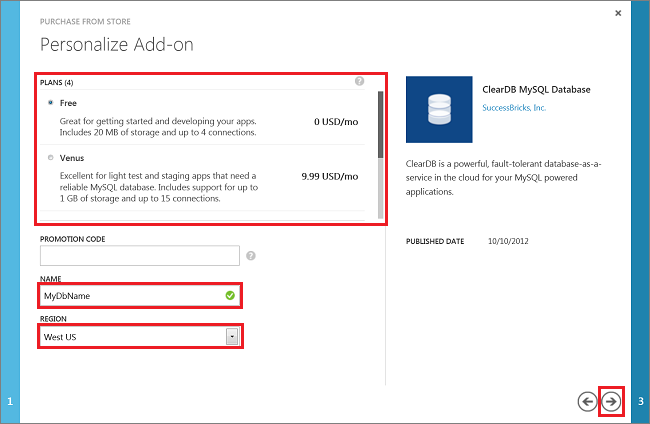 PURCHASE FROM STORE
Personalize Add-on
PLANS (4)
?
Free
Great for getting started and developing your apps.
Includes 20 MB of storage and up to 4 connections.
0 USD/mo
Venus
Excellent for light test and staging apps that need a
reliable MySQL database. Includes support for up to
1 GB of storage and up to 15 connections.
9.99 USD/mo
PROMOTION CODE
?
NAME
MyDbName
REGION
West US
ClearDB MySQL Database
SuccessBricks, Inc.
ClearDB is a powerful, fault-tolerant database-as-a-
service in the cloud for your MySQL powered
applications.
PUBLISHED DATE 10/10/2012
1
3